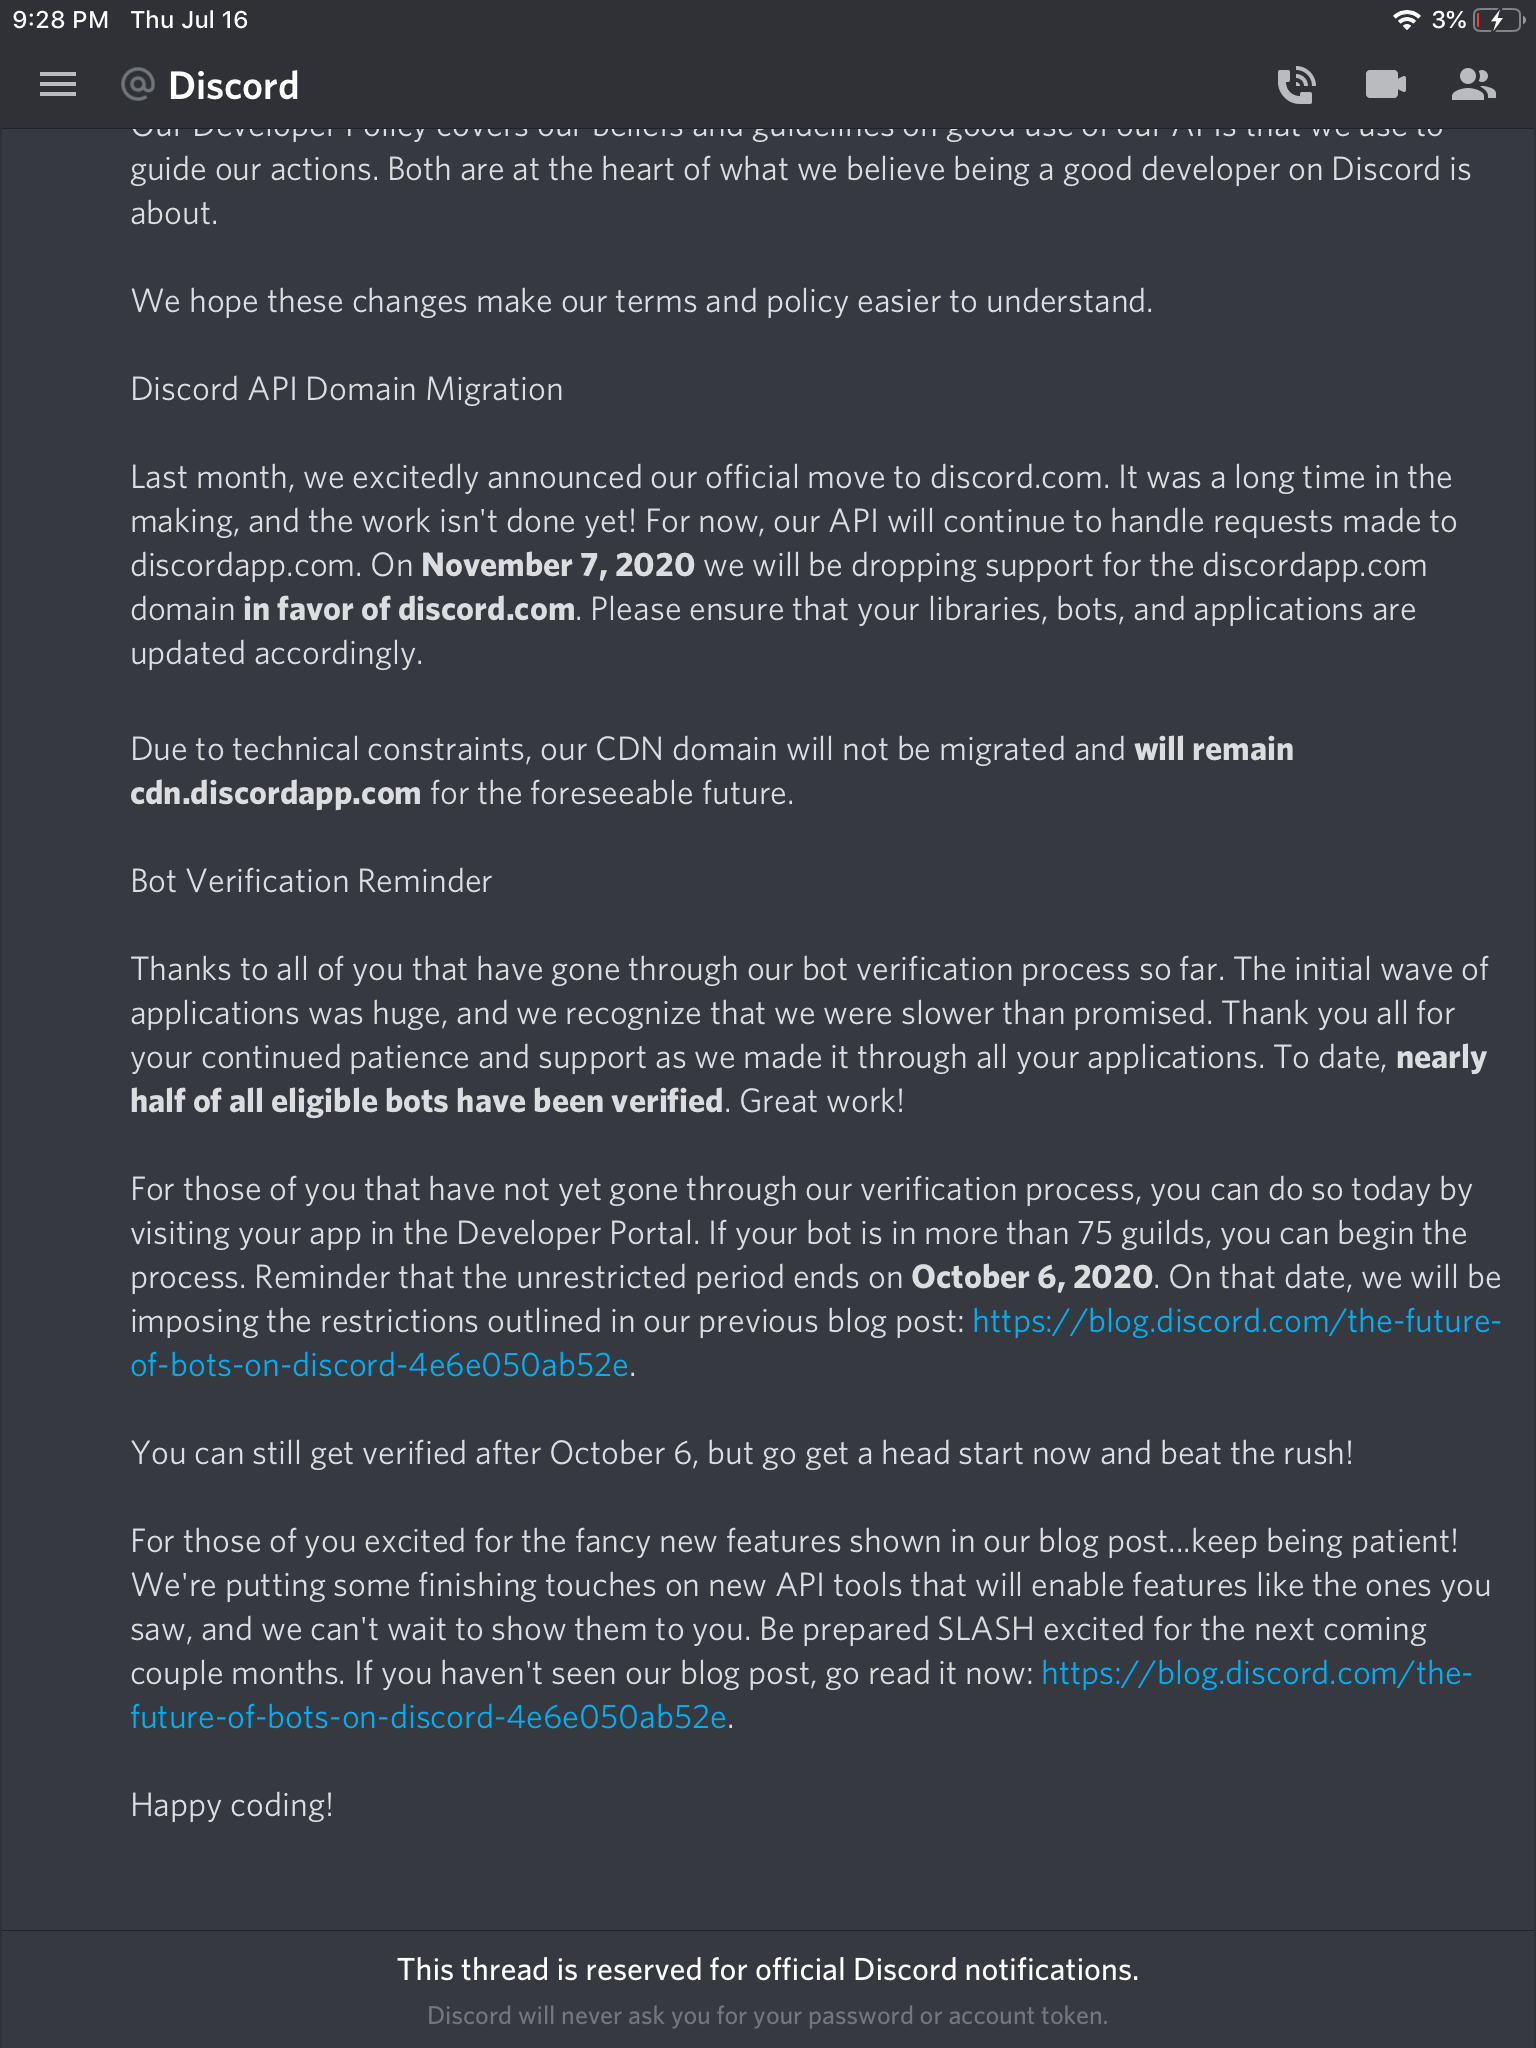 9:28 PM Thu Jul 16
3%
@ Discord
Our Developer Policy covers our beliefs and guidelines on good use of our APIs that we use to
guide our actions. Both are at the heart of what we believe being a good developer on Discord is
about.
We hope these changes make our terms and policy easier to understand.
Discord API Domain Migration
Last month, we excitedly announced our official move to discord.com. It was a long time in the
making, and the work isn't done yet! For now, our API will continue to handle requests made to
discordapp.com. On November 7, 2020 we will be dropping support for the discordapp.com
domain in favor of discord.com. Please ensure that your libraries, bots, and applications are
updated accordingly.
Due to technical constraints, our CDN domain will not be migrated and will remain
cdn.discordapp.com for the foreseeable future.
Bot Verification Reminder
Thanks to all of you that have gone through our bot verification process so far. The initial wave of
applications was huge, and we recognize that we were slower than promised. Thank you all for
your continued patience and support as we made it through all your applications. To date, nearly
half of all eligible bots have been verified. Great work!
For those of you that have not yet gone through our verification process, you can do so today by
visiting your app in the Developer Portal. If your bot is in more than 75 guilds, you can begin the
process. Reminder that the unrestricted period ends on October 6, 2020. On that date, we will be
imposing the restrictions outlined in our previous blog post: https://blog.discord.com/the-future-
of-bots-on-discord-4e6e050ab52e.
You can still get verified after October 6, but go get a head start now and beat the rush!
For those of you excited for the fancy new features shown in our blog post...keep being patient!
We're putting some finishing touches on new API tools that will enable features like the ones you
saw, and we can't wait to show them to you. Be prepared SLASH excited for the next coming
couple months. If you haven't seen our blog post, go read it now: https://blog.discord.com/the-
future-of-bots-on-discord-4e6e050ab52e.
Happy coding!
This thread is reserved for official Discord notifications.
Discord will never ask you for your password or account token.